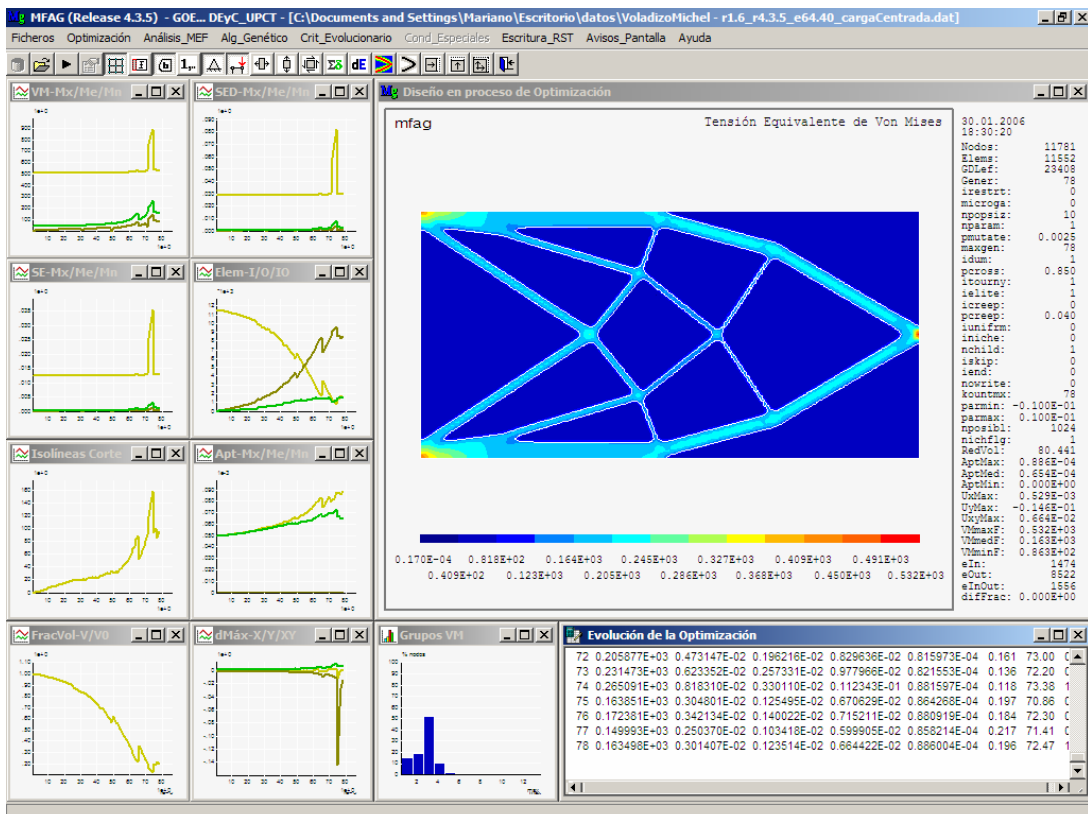 MFAG (Release 4.3.5) - GOE... DEyC_UPCT - [C:\Documents and Settings\Mariano\Escritorio\datos\VoladizoMichel - r1.6_r4.3.5_e64.40_cargaCentrada.dat]
Ficheros Optimización Análisis_MEF Alg_Genético Crit_Evolucionario Cond_Especiales Escritura_RST Avisos_Pantalla Ayuda
VM-Mx/Me/Mn
SED-Mx/Me/Mn
Diseño en proceso de Optimización
mfag
Tensión Equivalente de Von Mises
30.01.2006
18:30:20
Nodos: 11781
Elems: 11552
GDLef: 23408
Gener: 78
irestrt: 0
microga: 0
npopsiz: 10
nparam: 1
pmutate: 0.0025
maxgen: 78
idum: 1
pcross: 0.850
itourny: 1
ielite: 1
icreep: 0
pcreep: 0.040
iunifrm: 0
iniche: 0
nchild: 1
iskip: 0
iend: 0
nowrite: 0
kountmx: 78
parmin: -0.100E-01
parmax: 0.100E-01
nposibl: 1024
nichflg: 1
RedVol: 80.441
AptMax: 0.886E-04
AptMed: 0.654E-04
AptMin: 0.000E+00
UxMax: 0.529E-03
UyMax: -0.146E-01
UxyMax: 0.664E-02
VMmaxF: 0.532E+03
VMmedF: 0.163E+03
VMminF: 0.863E+02
eIn: 1474
eOut: 8522
eInOut: 1556
difFrac: 0.000E+00
SE-Mx/Me/Mn
Elem-I/O/IO
Isolíneas Corte
Apt-Mx/Me/Mn
0.170E-04 0.818E+02 0.164E+03 0.245E+03 0.327E+03 0.409E+03 0.491E+03
0.409E+02 0.123E+03 0.205E+03 0.286E+03 0.368E+03 0.450E+03 0.532E+03
FracVol-V/V0
dMáx-X/Y/XY
Grupos VM
% nodos
Evolución de la Optimización
72 0.205877E+03 0.473147E-02 0.196216E-02 0.829636E-02 0.815973E-04 0.161 73.00
73 0.231473E+03 0.623352E-02 0.257331E-02 0.977966E-02 0.821553E-04 0.136 72.20
74 0.265091E+03 0.818310E-02 0.330110E-02 0.112343E-01 0.881597E-04 0.118 73.38
75 0.163851E+03 0.304801E-02 0.125495E-02 0.670629E-02 0.864268E-04 0.197 70.86
76 0.172381E+03 0.342134E-02 0.140022E-02 0.715211E-02 0.880919E-04 0.184 72.30
77 0.149993E+03 0.250370E-02 0.103418E-02 0.599905E-02 0.858214E-04 0.217 71.41
78 0.163498E+03 0.301407E-02 0.123514E-02 0.664422E-02 0.886004E-04 0.196 72.47